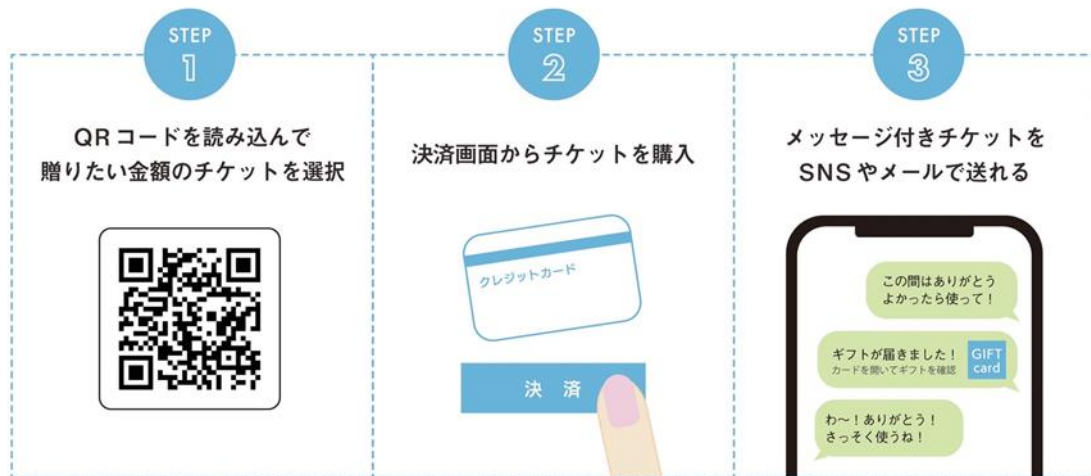 STEP
1
QRコードを読み込んで
贈りたい金額のチケットを選択
STEP
2
決済画面からチケットを購入
クレジットカード
決 済
STEP
3
メッセージ付きチケットを
SNSやメールで送れる
この間はありがとう
よかったら使って！
ギフトが届きました！
カードを開いてギフトを確認
GIFT
card
わ〜！ありがとう！
さっそく使うね！